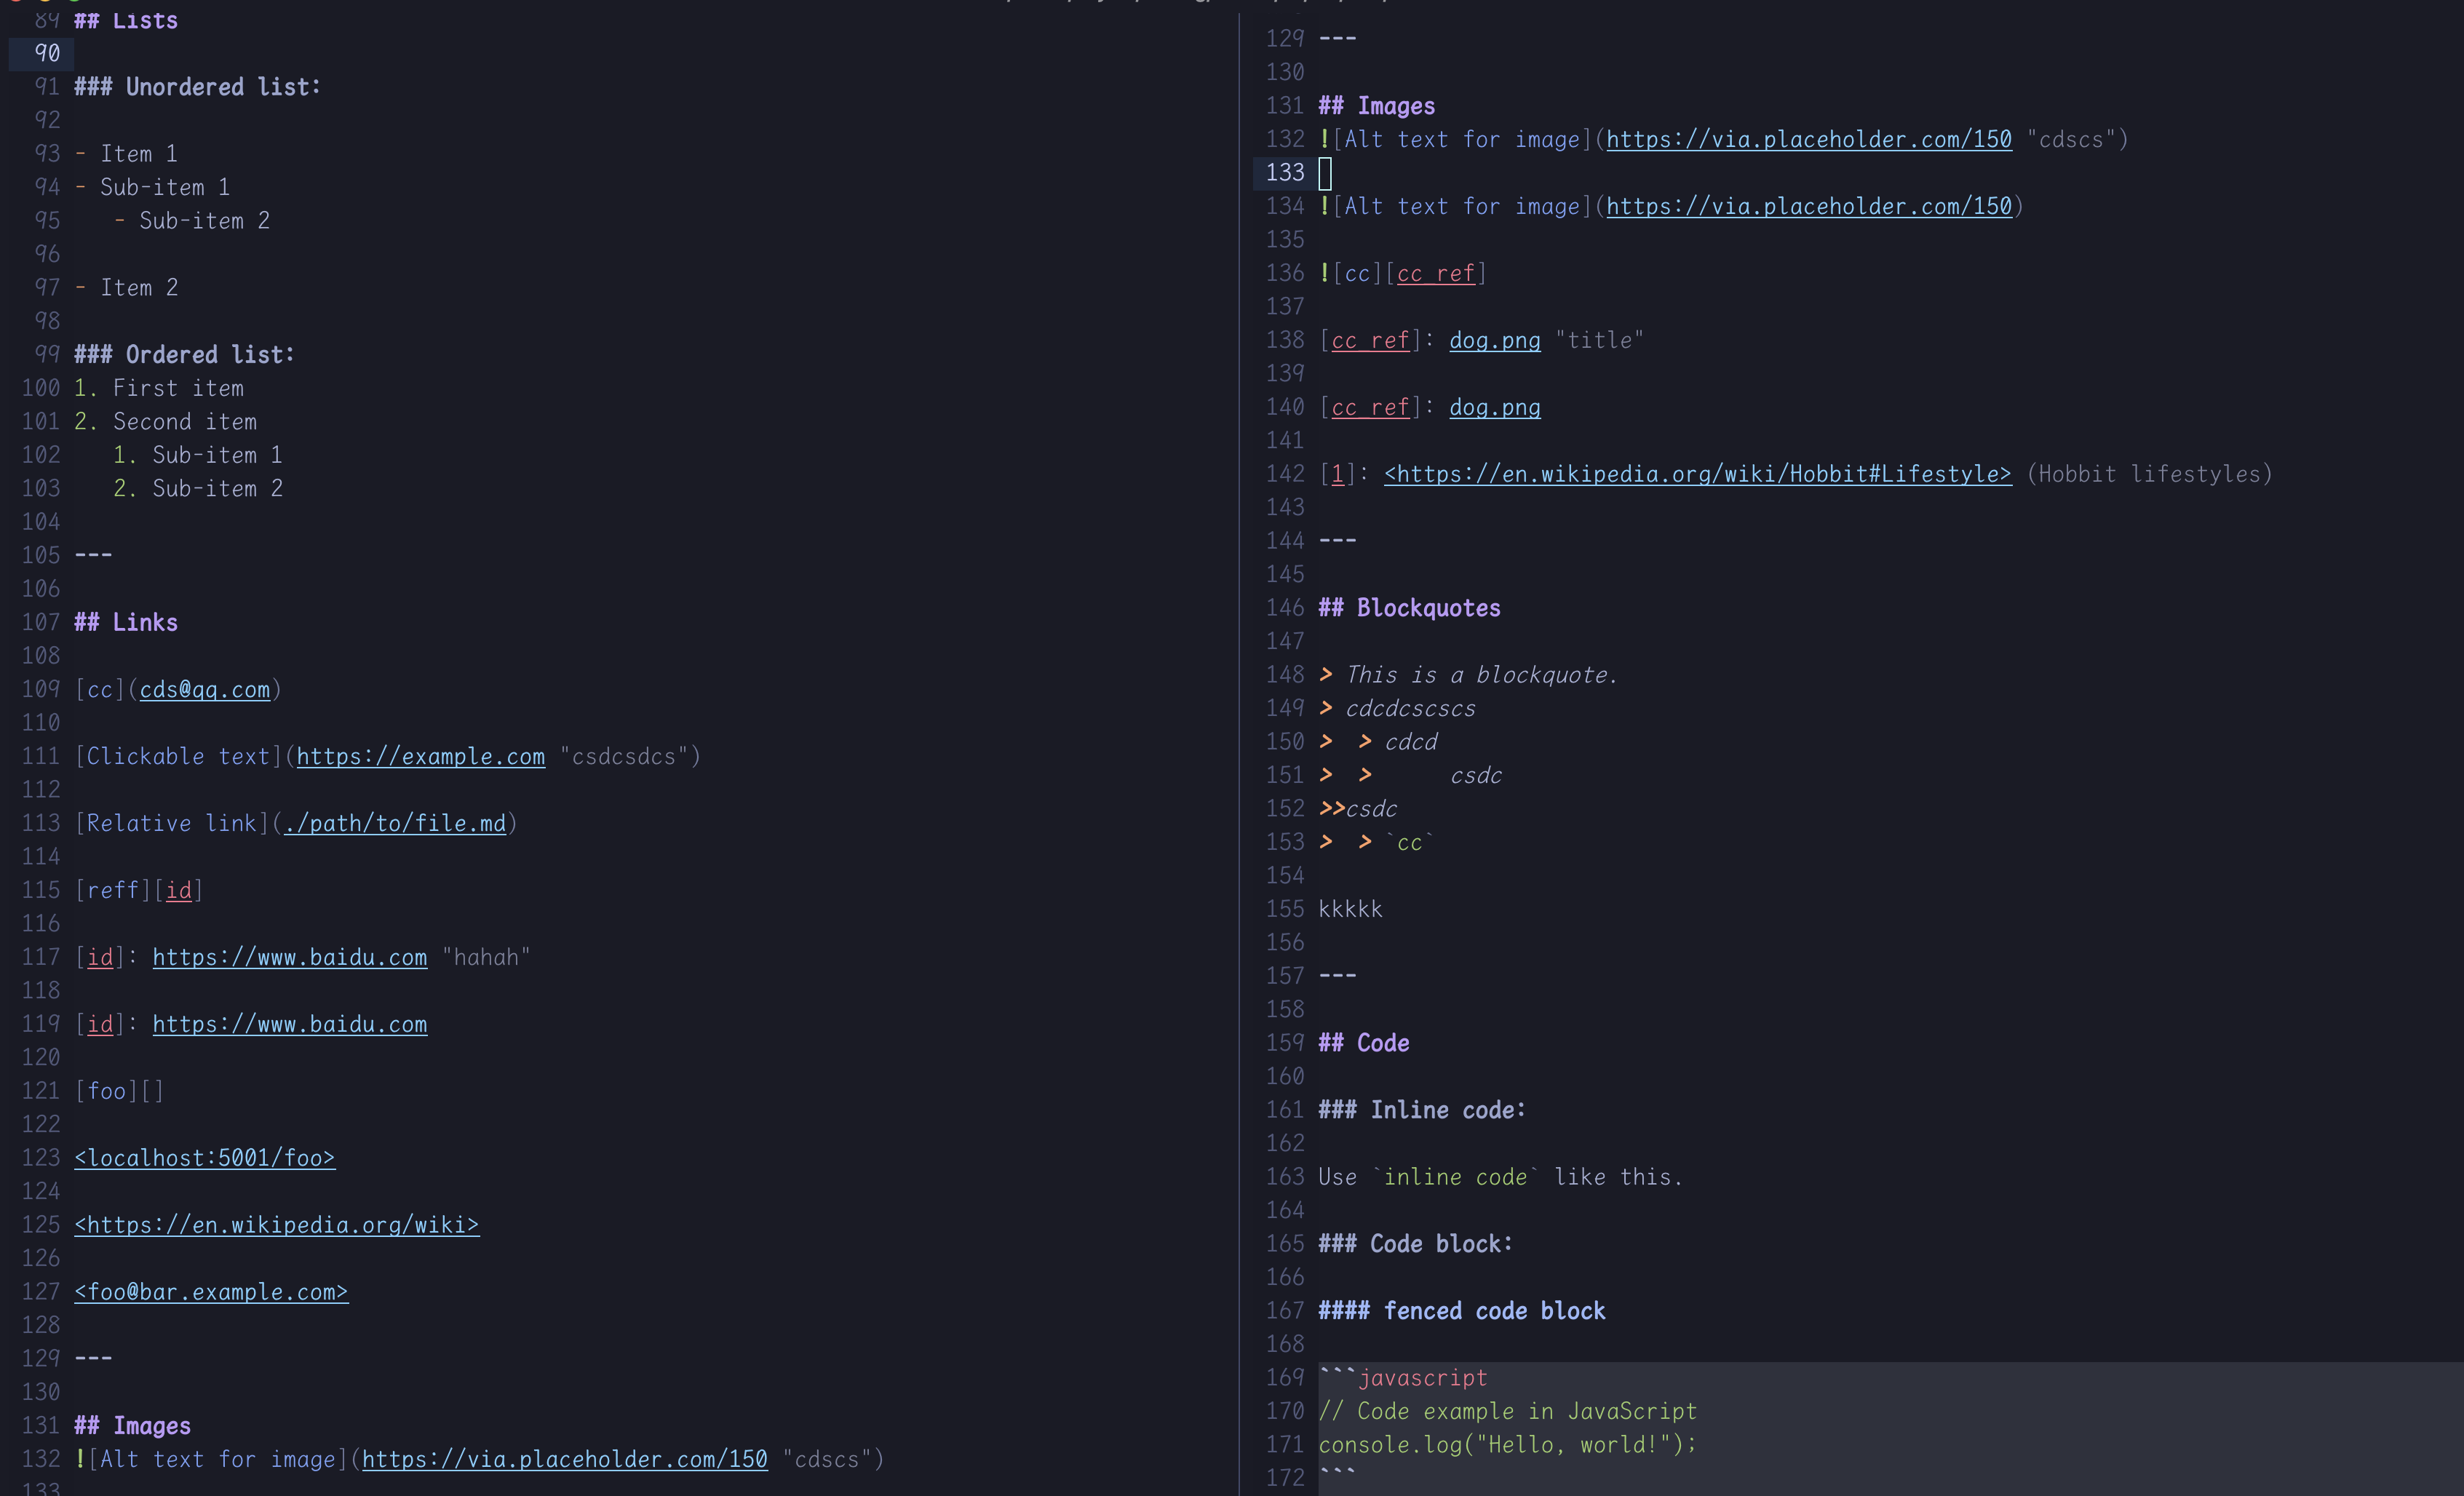 89 ## Lists
90
91 ### Unordered list:
92
93 - Item 1
94 - Sub-item 1
95    - Sub-item 2
96
97 - Item 2
98
99 ### Ordered list:
100 1. First item
101 2. Second item
102    1. Sub-item 1
103    2. Sub-item 2
104
105 ---
106
107 ## Links
108
109 [cc](cds@qq.com)
110
111 [Clickable text](https://example.com "csdcsdcs")
112
113 [Relative link](./path/to/file.md)
114
115 [reff][id]
116
117 [id]: https://www.baidu.com "hahah"
118
119 [id]: https://www.baidu.com
120
121 [foo][]
122
123 <localhost:5001/foo>
124
125 <https://en.wikipedia.org/wiki>
126
127 <foo@bar.example.com>
128
129 ---
130
131 ## Images
132 ![Alt text for image](https://via.placeholder.com/150 "cdscs")
133
129 ---
130
131 ## Images
132 ![Alt text for image](https://via.placeholder.com/150 "cdscs")
133
134 ![Alt text for image](https://via.placeholder.com/150)
135
136 ![cc][cc_ref]
137
138 [cc_ref]: dog.png "title"
139
140 [cc_ref]: dog.png
141
142 [1]: <https://en.wikipedia.org/wiki/Hobbit#Lifestyle> (Hobbit lifestyles)
143
144 ---
145
146 ## Blockquotes
147
148 > This is a blockquote.
149 > cdcdcscscs
150 >  > cdcd
151 >  >      csdc
152 >>csdc
153 >  > `cc`
154
155 kkkkk
156
157 ---
158
159 ## Code
160
161 ### Inline code:
162
163 Use `inline code` like this.
164
165 ### Code block:
166
167 #### fenced code block
168
169 ```javascript
170 // Code example in JavaScript
171 console.log("Hello, world!");
172 ```